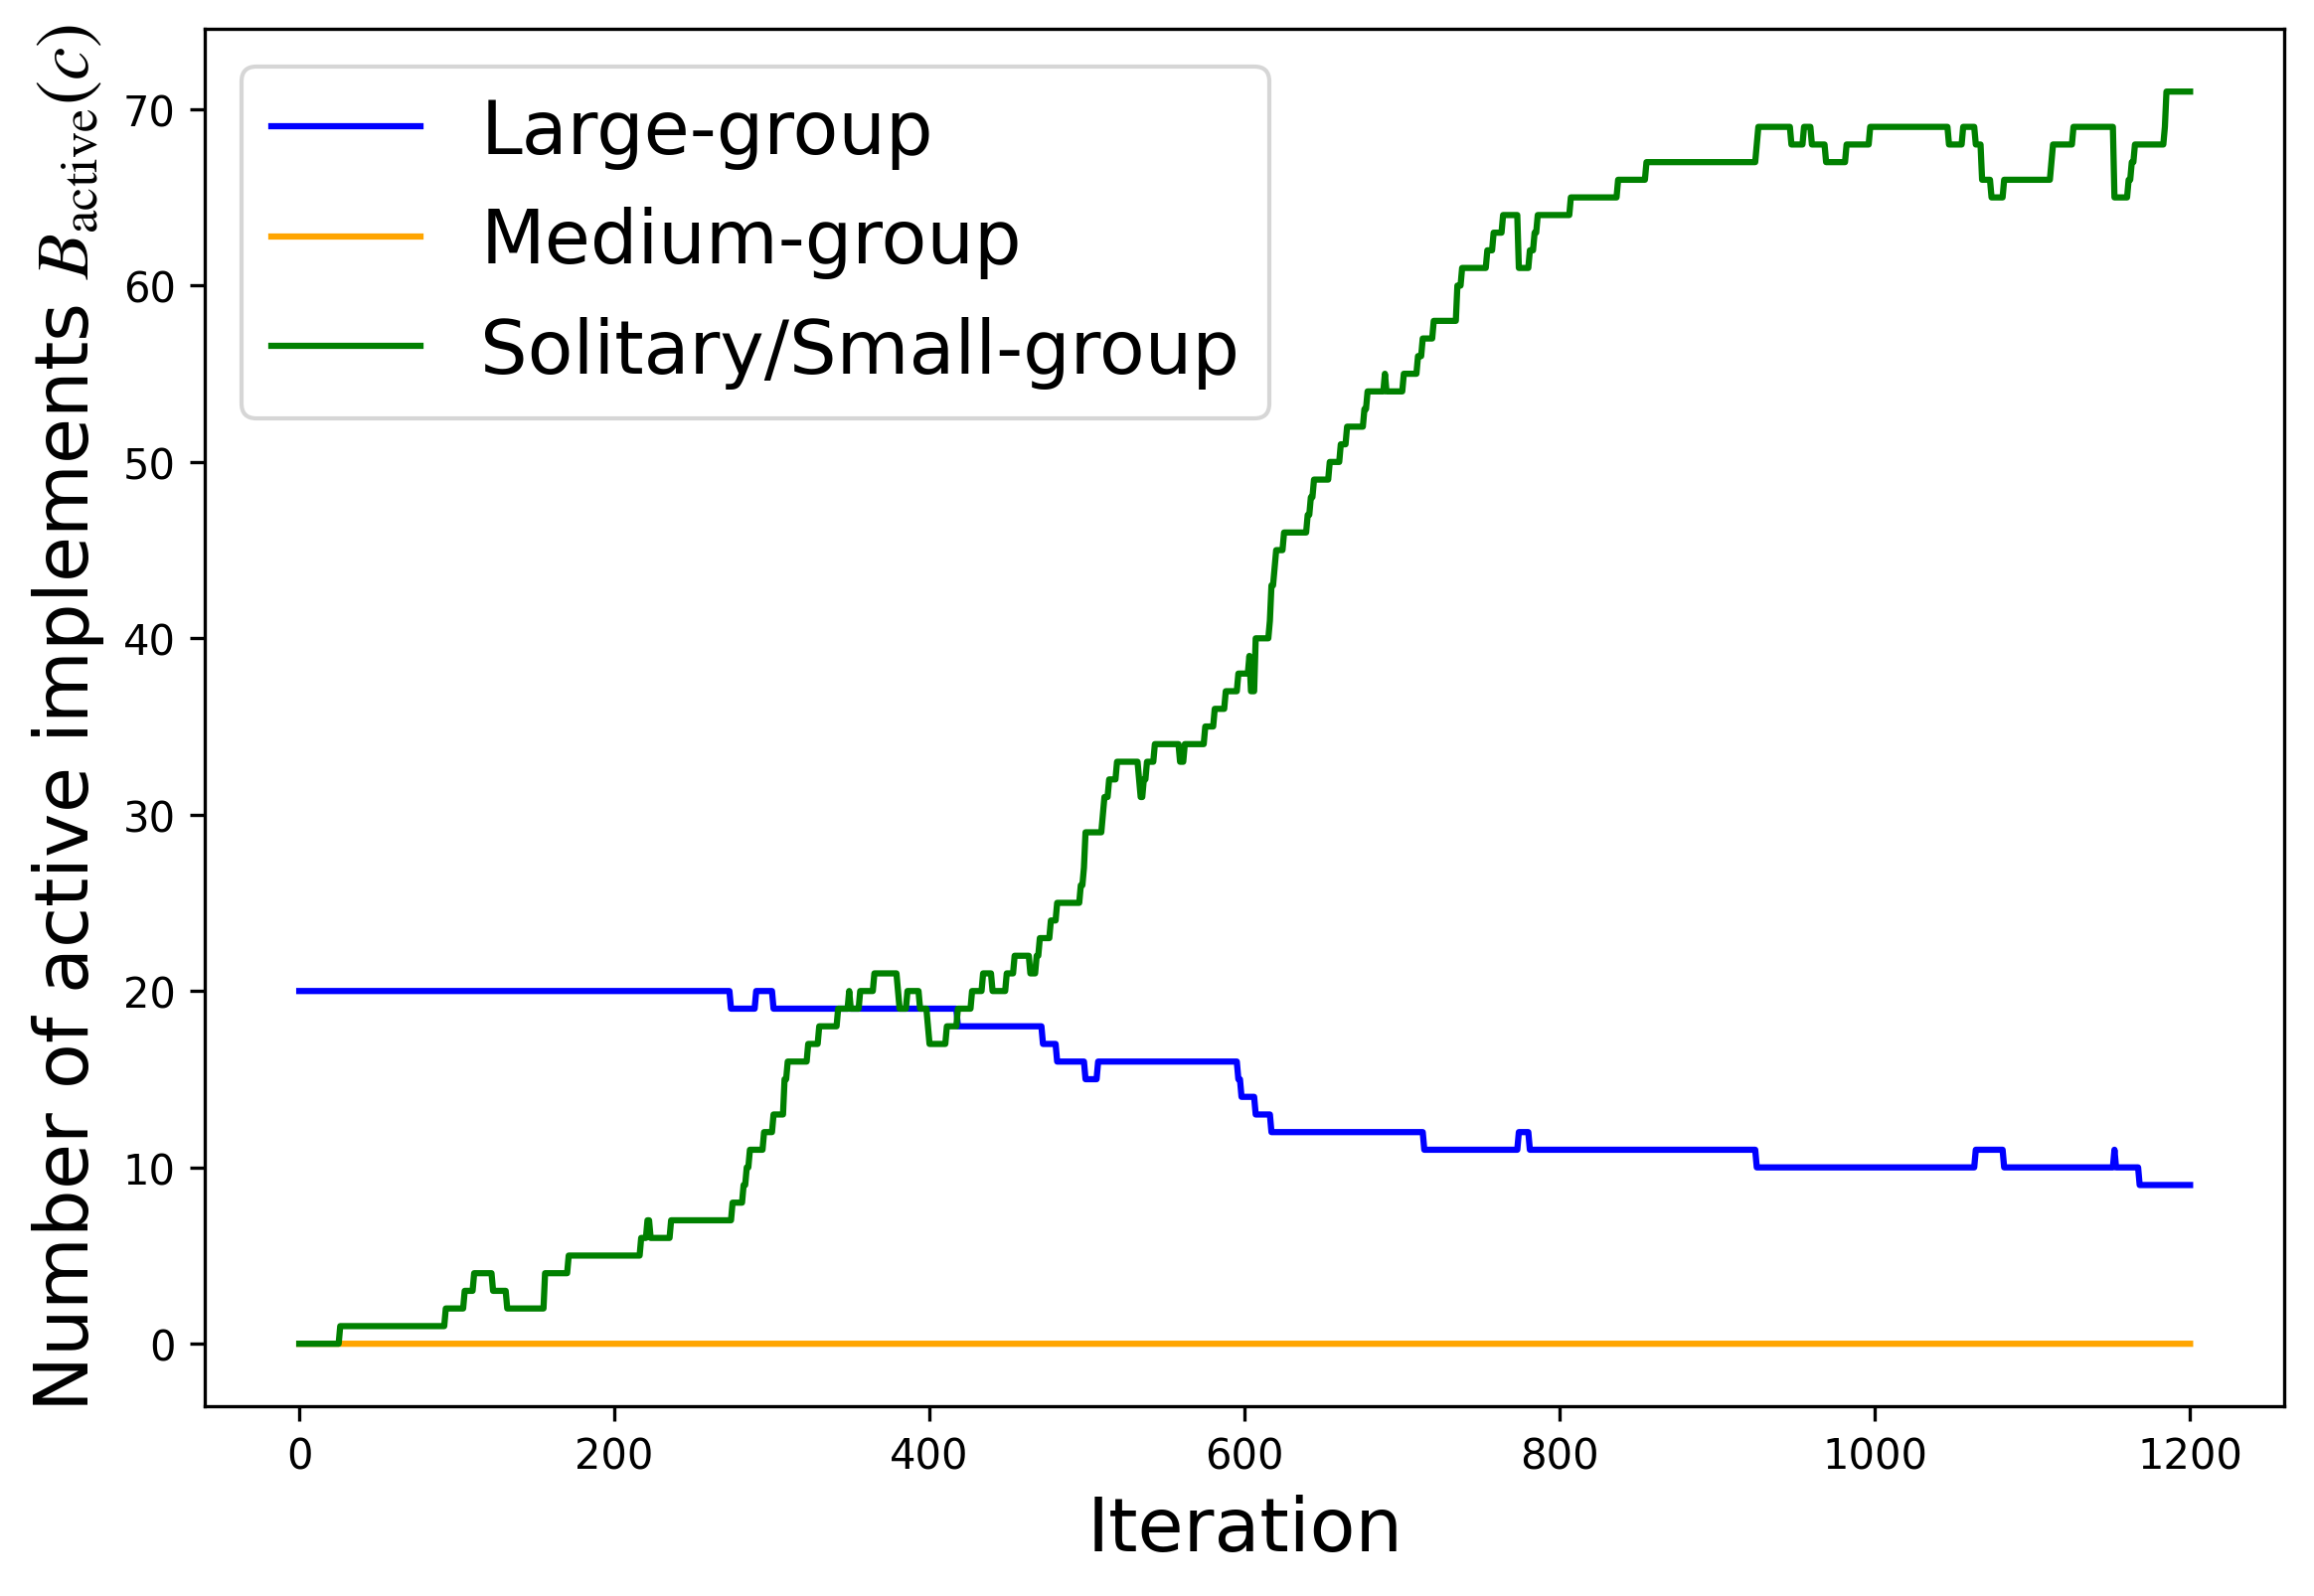 Number of active implements B_active(c)
70
60
50
40
30
20
10
0
Large-group
Medium-group
Solitary/Small-group
0 200 400 600 800 1000 1200
Iteration